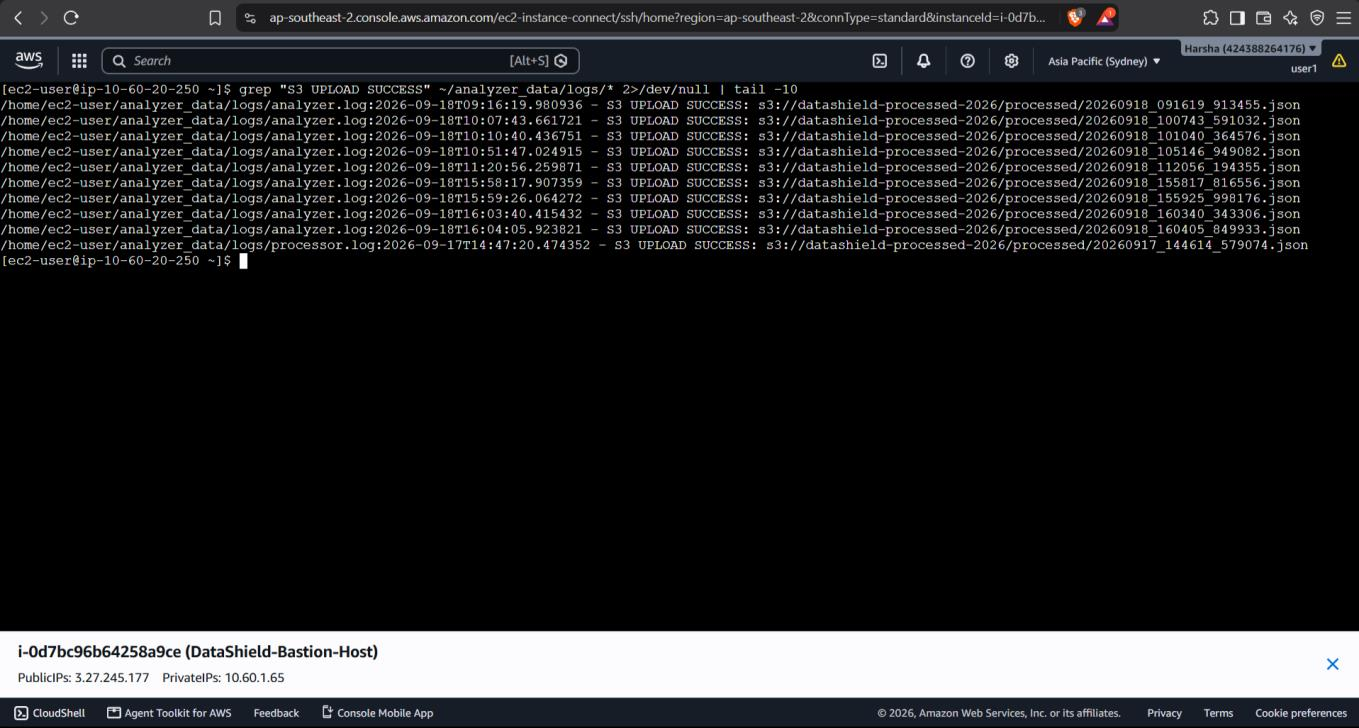 ap-southeast-2.console.aws.amazon.com/ec2-instance-connect/ssh/home?region=ap-southeast-2&connType=standard&instanceId=i-0d7b...
3
1
aws
Search
[Alt+S]
Asia Pacific (Sydney)
Harsha (424388264176)
user1
[ec2-user@ip-10-60-20-250 ~]$ grep "S3 UPLOAD SUCCESS" ~/analyzer_data/logs/* 2>/dev/null | tail -10
/home/ec2-user/analyzer_data/logs/analyzer.log:2026-09-18T09:16:19.980936 - S3 UPLOAD SUCCESS: s3://datashield-processed-2026/processed/20260918_091619_913455.json
/home/ec2-user/analyzer_data/logs/analyzer.log:2026-09-18T10:07:43.661721 - S3 UPLOAD SUCCESS: s3://datashield-processed-2026/processed/20260918_100743_591032.json
/home/ec2-user/analyzer_data/logs/analyzer.log:2026-09-18T10:10:40.436751 - S3 UPLOAD SUCCESS: s3://datashield-processed-2026/processed/20260918_101040_364576.json
/home/ec2-user/analyzer_data/logs/analyzer.log:2026-09-18T10:51:47.024915 - S3 UPLOAD SUCCESS: s3://datashield-processed-2026/processed/20260918_105146_949082.json
/home/ec2-user/analyzer_data/logs/analyzer.log:2026-09-18T11:20:56.259871 - S3 UPLOAD SUCCESS: s3://datashield-processed-2026/processed/20260918_112056_194355.json
/home/ec2-user/analyzer_data/logs/analyzer.log:2026-09-18T15:58:17.907359 - S3 UPLOAD SUCCESS: s3://datashield-processed-2026/processed/20260918_155817_816556.json
/home/ec2-user/analyzer_data/logs/analyzer.log:2026-09-18T15:59:26.064272 - S3 UPLOAD SUCCESS: s3://datashield-processed-2026/processed/20260918_155925_998176.json
/home/ec2-user/analyzer_data/logs/analyzer.log:2026-09-18T16:03:40.415432 - S3 UPLOAD SUCCESS: s3://datashield-processed-2026/processed/20260918_160340_343306.json
/home/ec2-user/analyzer_data/logs/analyzer.log:2026-09-18T16:04:05.923821 - S3 UPLOAD SUCCESS: s3://datashield-processed-2026/processed/20260918_160405_849933.json
/home/ec2-user/analyzer_data/logs/processor.log:2026-09-17T14:47:20.474352 - S3 UPLOAD SUCCESS: s3://datashield-processed-2026/processed/20260917_144614_579074.json
[ec2-user@ip-10-60-20-250 ~]$
i-0d7bc96b64258a9ce (DataShield-Bastion-Host)
PublicIPs: 3.27.245.177 PrivateIPs: 10.60.1.65
CloudShell Agent Toolkit for AWS Feedback Console Mobile App © 2026, Amazon Web Services, Inc. or its affiliates. Privacy Terms Cookie preferences